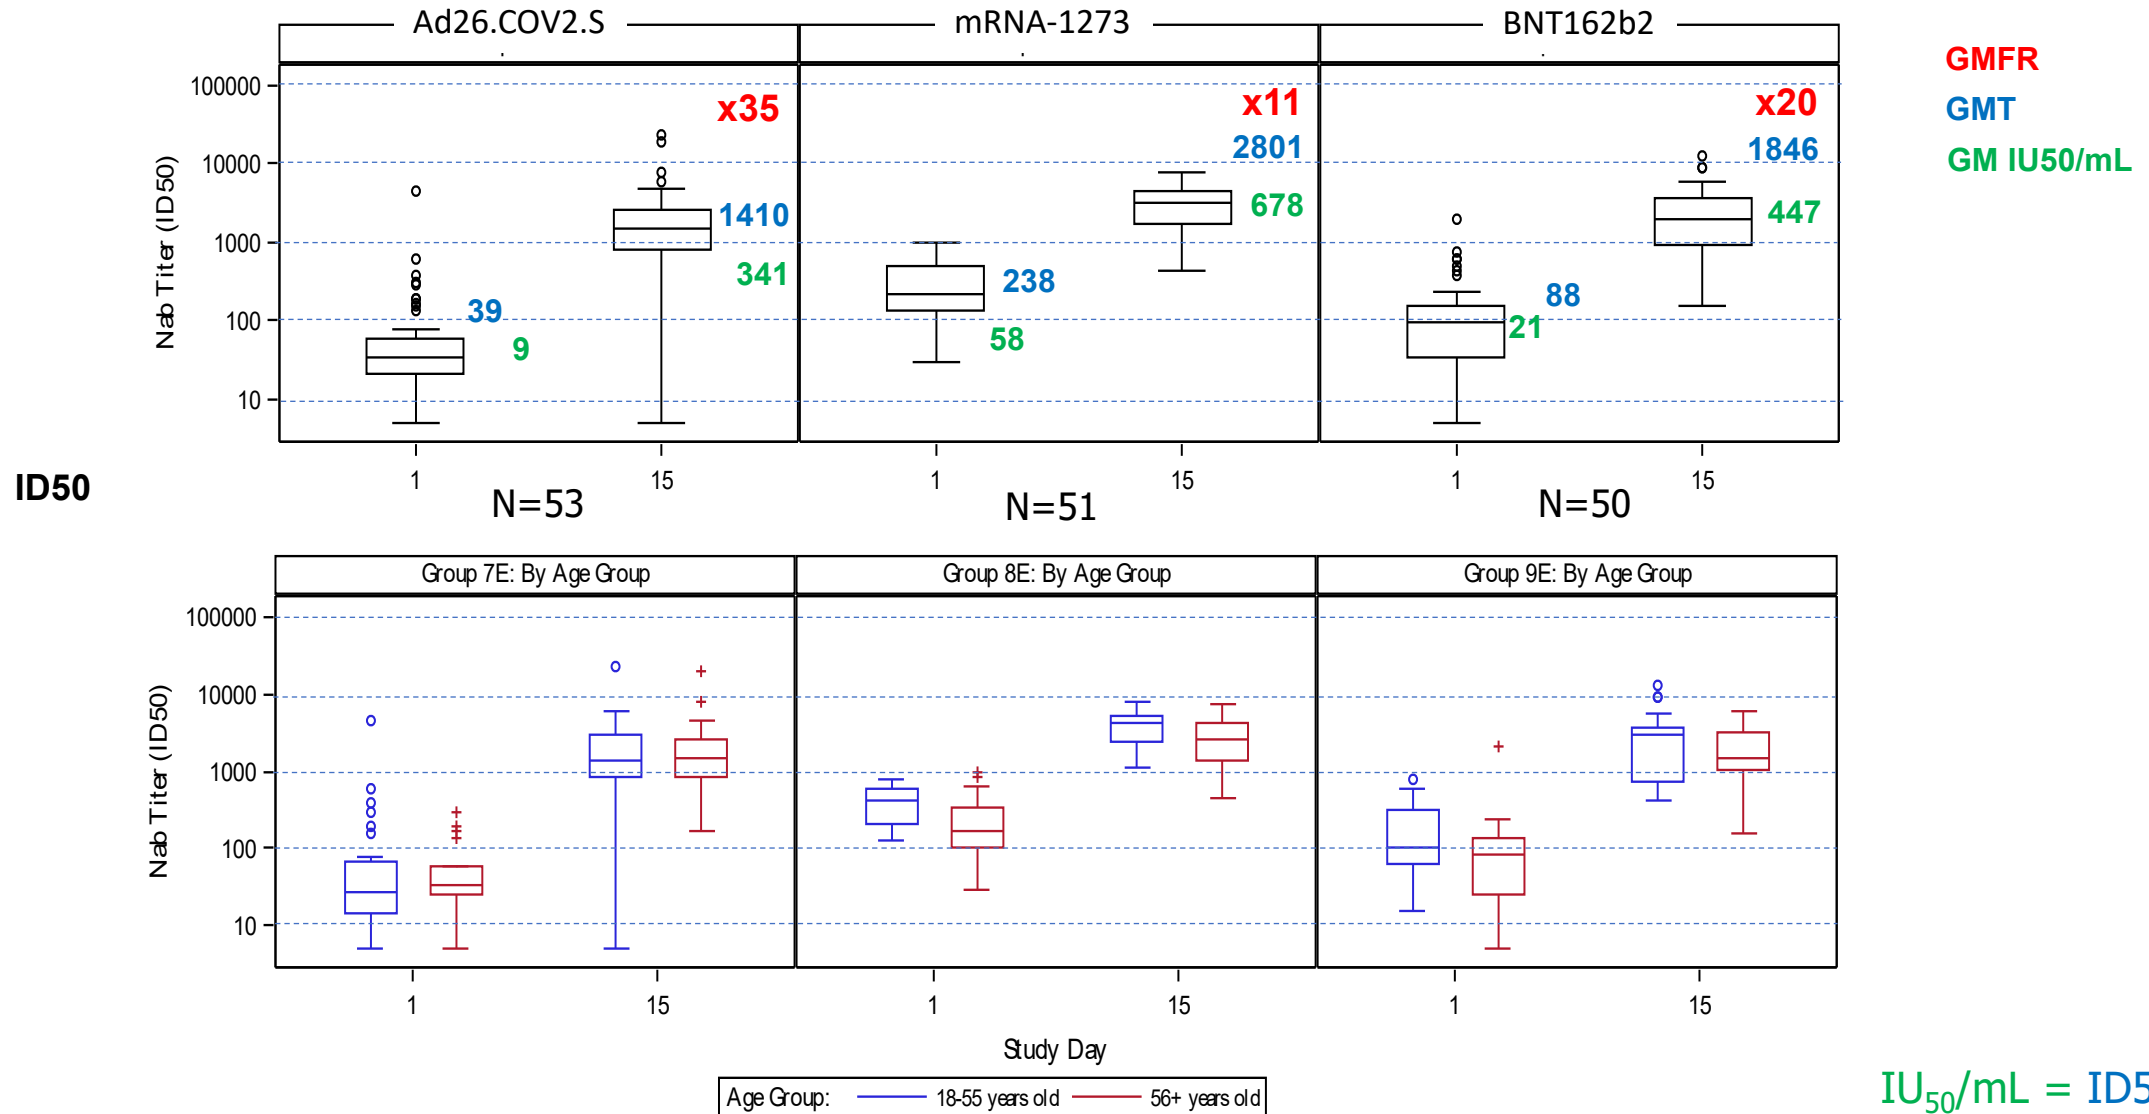 Ad26.COV2.S mRNA-1273 BNT162b2
GMFR
GMT
GM IU50/mL
Nab Titer (ID50)
100000
10000
1000
100
10
x35 x11 x20
2801 1846
1410 678 447
341 238 88
39 58 21
9
1 15 1 15 1 15
ID50
N=53 N=51 N=50
Group 7E: By Age Group Group 8E: By Age Group Group 9E: By Age Group
Nab Titer (ID50)
100000
10000
1000
100
10
1 15 1 15 1 15
Study Day
Age Group: 18-55 years old 56+ years old
IU50/mL = ID5